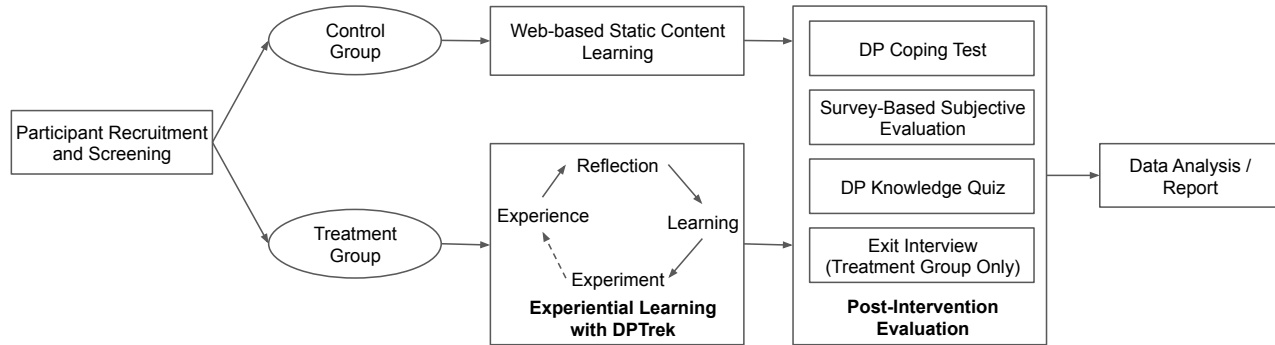 Participant Recruitment
and Screening
Control
Group
Web-based Static Content
Learning
Treatment
Group
Reflection
Experience
Learning
Experiment
Experiential Learning
with DPTrek
DP Coping Test
Survey-Based Subjective
Evaluation
DP Knowledge Quiz
Exit Interview
(Treatment Group Only)
Post-Intervention
Evaluation
Data Analysis /
Report